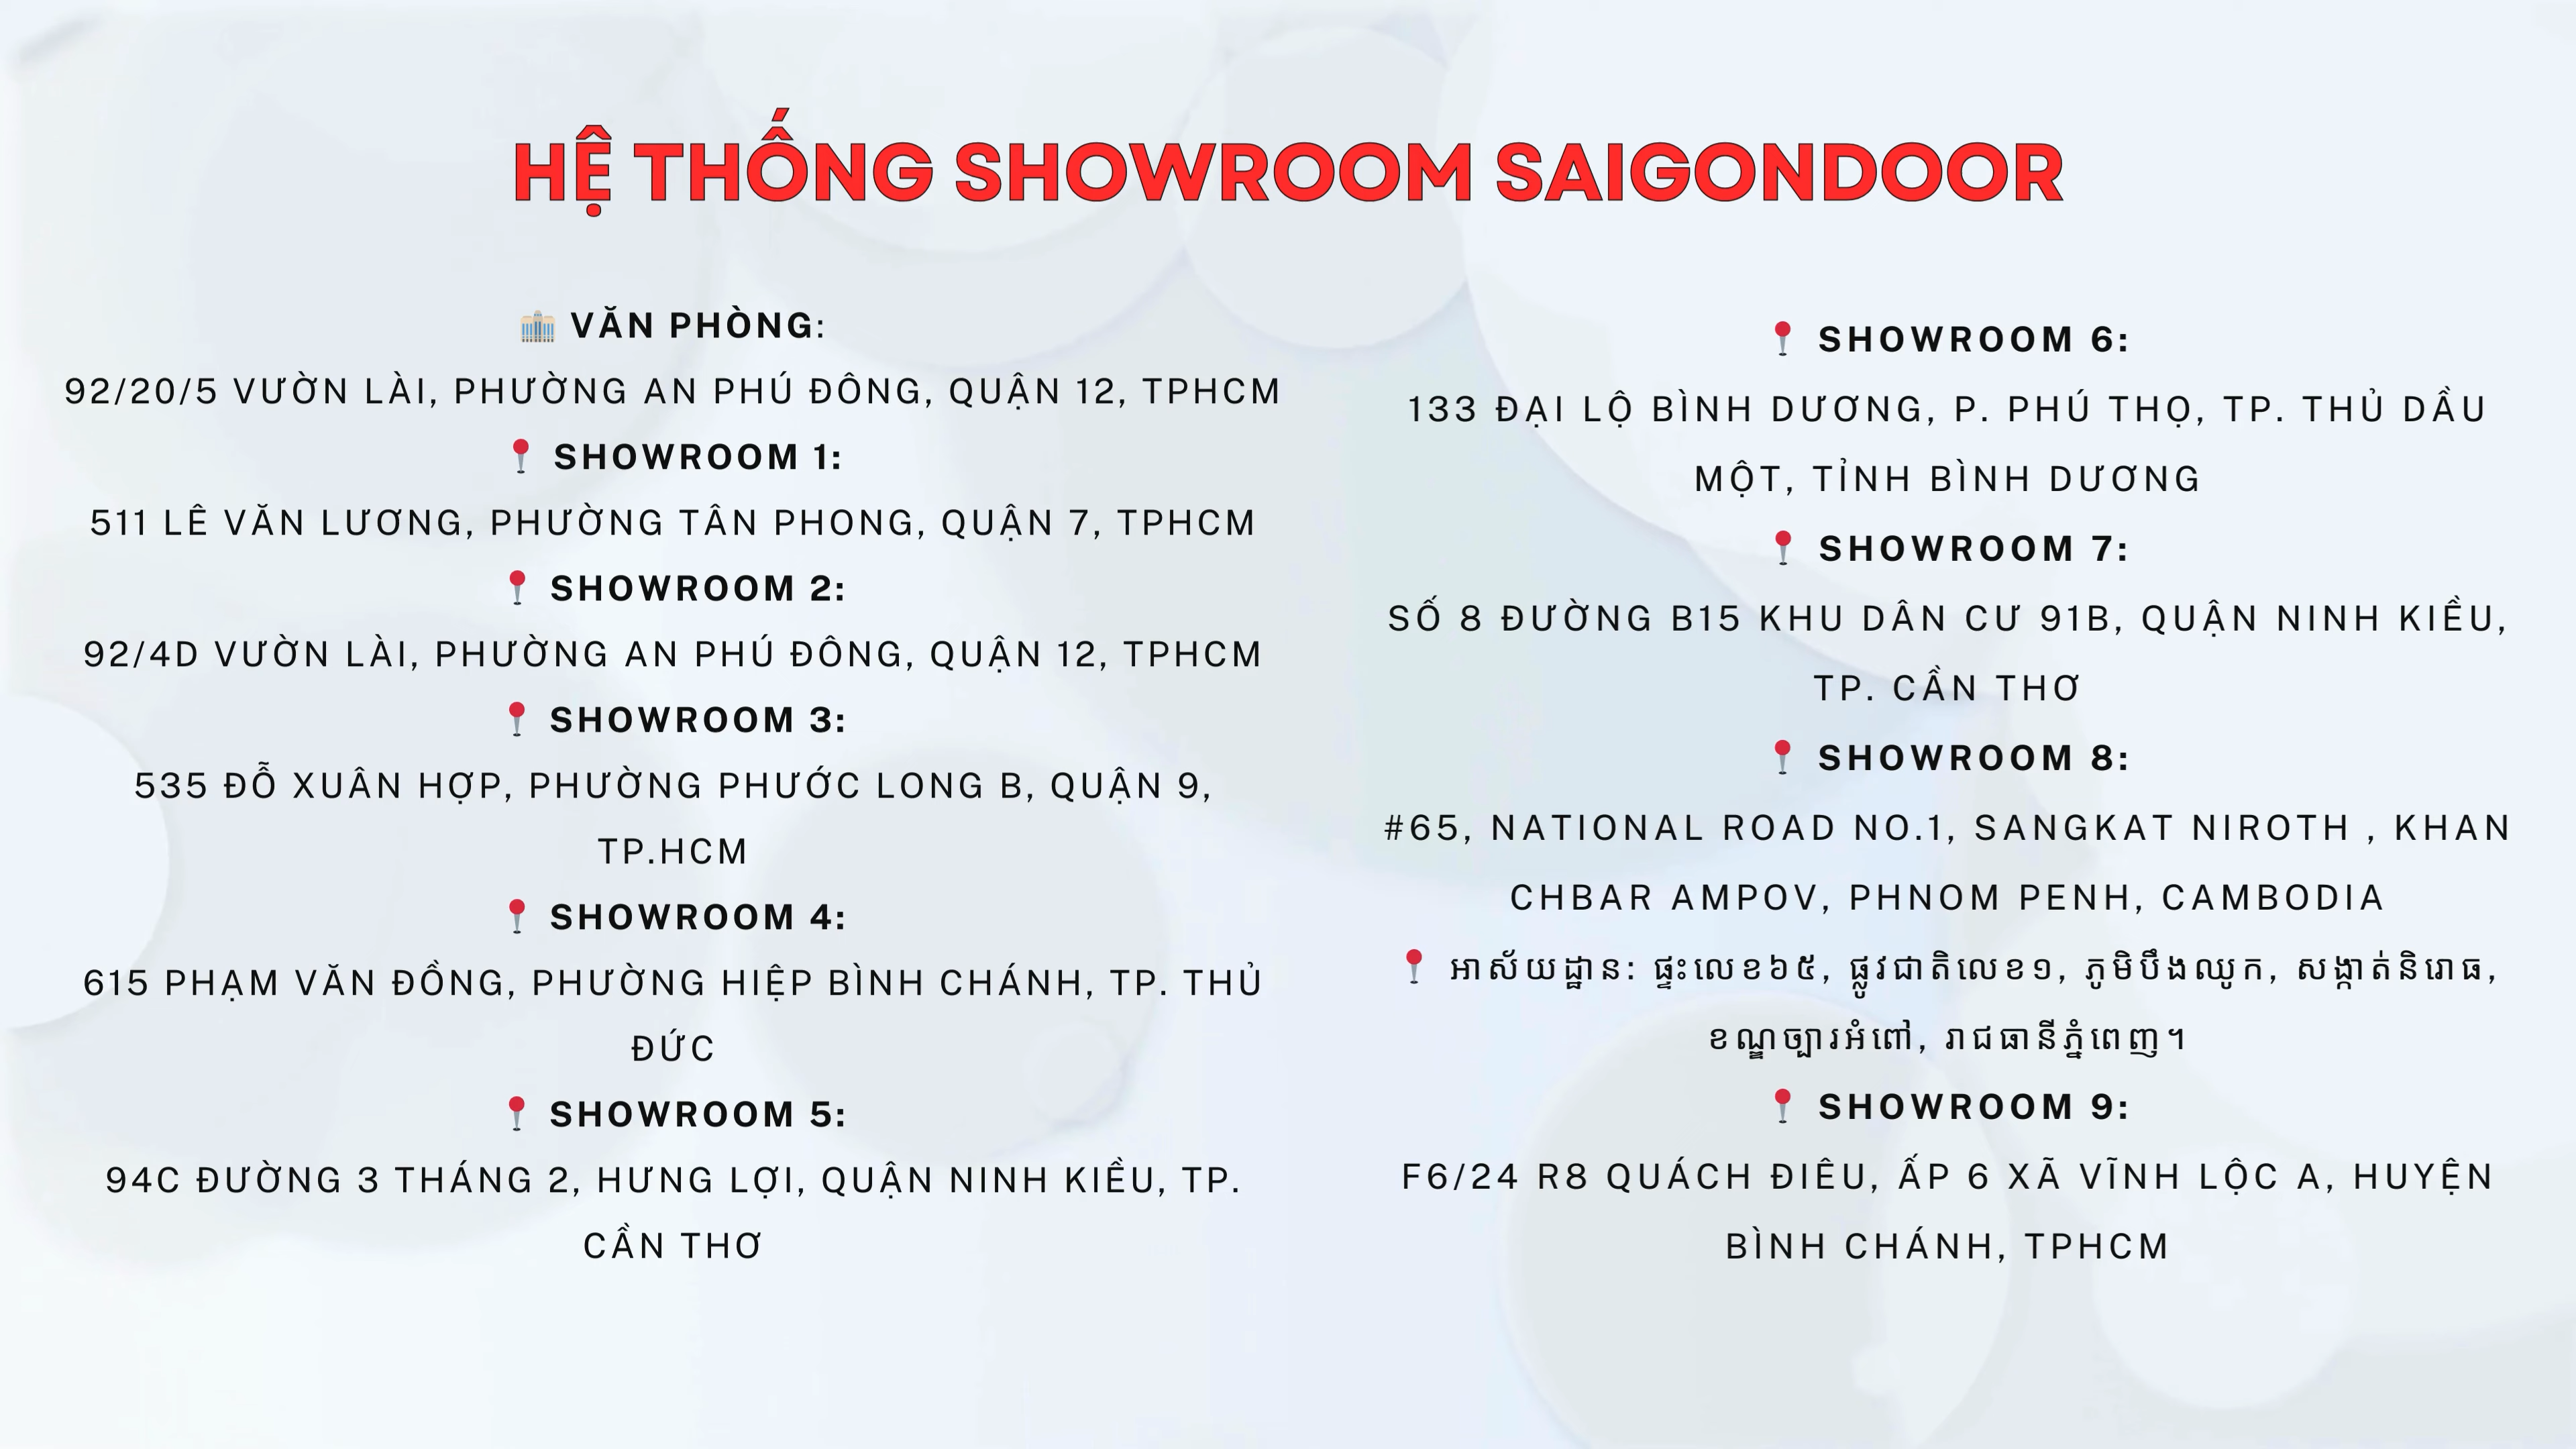 HỆ THỐNG SHOWROOM SAIGONDOOR
VĂN PHÒNG:
92/20/5 VƯỜN LÀI, PHƯỜNG AN PHÚ ĐÔNG, QUẬN 12, TPHCM
SHOWROOM 1:
511 LÊ VĂN LƯƠNG, PHƯỜNG TÂN PHONG, QUẬN 7, TPHCM
SHOWROOM 2:
92/4D VƯỜN LÀI, PHƯỜNG AN PHÚ ĐÔNG, QUẬN 12, TPHCM
SHOWROOM 3:
535 ĐỖ XUÂN HỢP, PHƯỜNG PHƯỚC LONG B, QUẬN 9,
TP.HCM
SHOWROOM 4:
615 PHẠM VĂN ĐỒNG, PHƯỜNG HIỆP BÌNH CHÁNH, TP. THỦ
ĐỨC
SHOWROOM 5:
94C ĐƯỜNG 3 THÁNG 2, HƯNG LỢI, QUẬN NINH KIỀU, TP.
CẦN THƠ
SHOWROOM 6:
133 ĐẠI LỘ BÌNH DƯƠNG, P. PHÚ THỌ, TP. THỦ DẦU
MỘT, TỈNH BÌNH DƯƠNG
SHOWROOM 7:
SỐ 8 ĐƯỜNG B15 KHU DÂN CƯ 91B, QUẬN NINH KIỀU,
TP. CẦN THƠ
SHOWROOM 8:
#65, NATIONAL ROAD NO.1, SANGKAT NIROTH , KHAN
CHBAR AMPOV, PHNOM PENH, CAMBODIA
អាស័យដ្ឋាន: ផ្ទះលេខ៦៥, ផ្លូវជាតិលេខ១, ភូមិបឹងឈូក, សង្កាត់និរោធ,
ខណ្ឌច្បារអំពៅ, រាជធានីភ្នំពេញ។
SHOWROOM 9:
F6/24 R8 QUÁCH ĐIÊU, ẤP 6 XÃ VĨNH LỘC A, HUYỆN
BÌNH CHÁNH, TPHCM